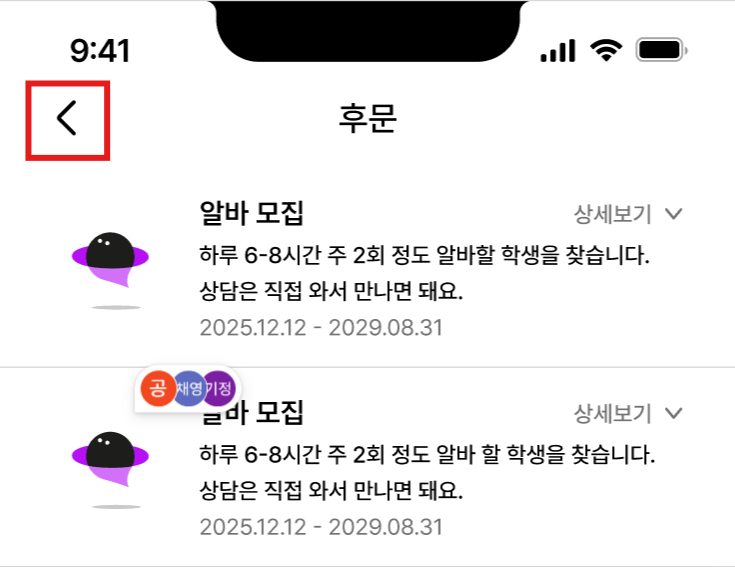 9:41
후문
알바 모집
상세보기
하루 6-8시간 주 2회 정도 알바할 학생을 찾습니다.
상담은 직접 와서 만나면 돼요.
2025.12.12 - 2029.08.31
공 채영 기정
알바 모집
상세보기
하루 6-8시간 주 2회 정도 알바 할 학생을 찾습니다.
상담은 직접 와서 만나면 돼요.
2025.12.12 - 2029.08.31